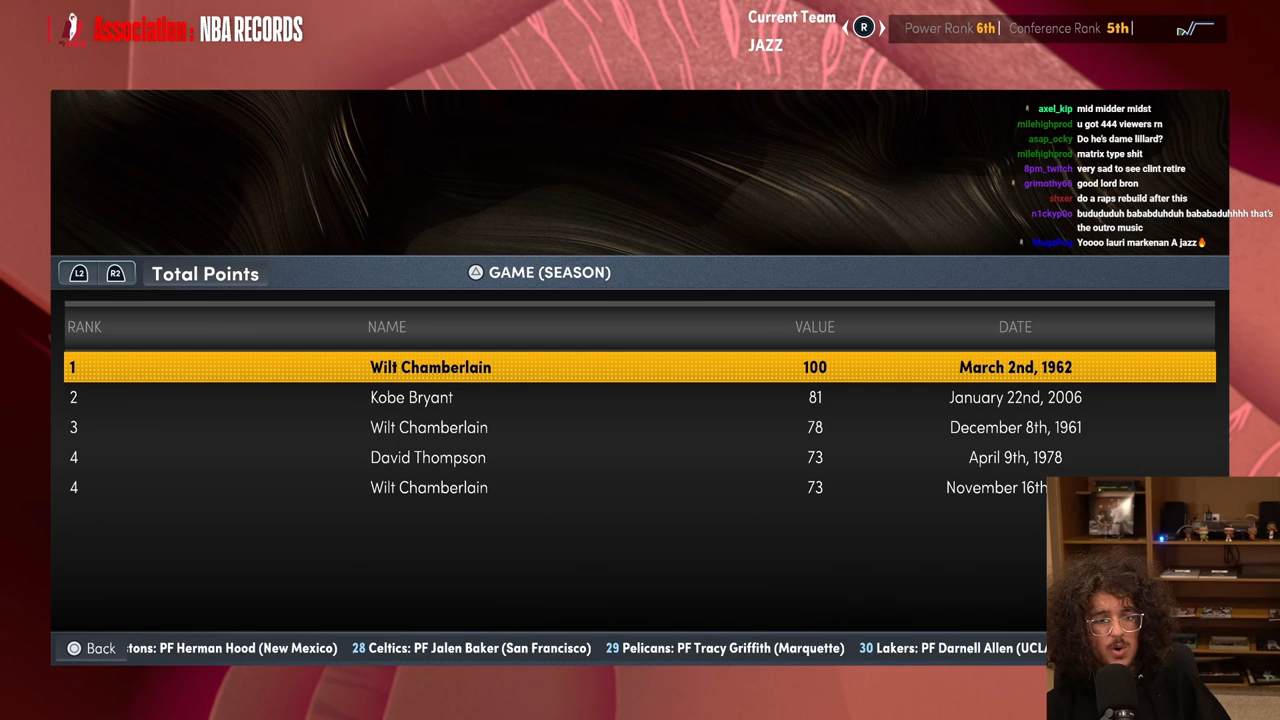 Association: NBA RECORDS
Current Team
JAZZ
R
Power Rank 6th | Conference Rank 5th |
axel_kip mid midder midst
milehighprod u got 444 viewers rn
asap_ocky Do he's dame lillard?
milehighprod matrix type shit
8pm_twitch very sad to see clint retire
grimothy66 good lord bron
shxer do a raps rebuild after this
n1ckyp0o budududuh bababduhduh bababaduhhhh that's
the outro music
Yoooo lauri markenan A jazz🔥
L2 R2 Total Points
GAME (SEASON)
RANK NAME VALUE DATE
1 Wilt Chamberlain 100 March 2nd, 1962
2 Kobe Bryant 81 January 22nd, 2006
3 Wilt Chamberlain 78 December 8th, 1961
4 David Thompson 73 April 9th, 1978
4 Wilt Chamberlain 73 November 16th
Back
tons: PF Herman Hood (New Mexico) 28 Celtics: PF Jalen Baker (San Francisco) 29 Pelicans: PF Tracy Griffith (Marquette) 30 Lakers: PF Darnell Allen (UCLA